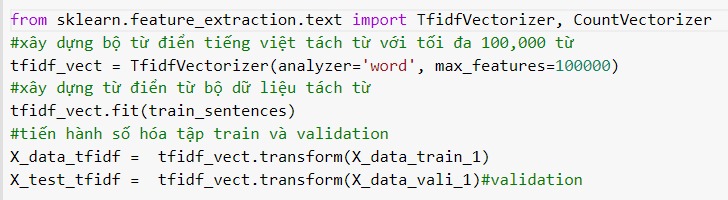 from sklearn.feature_extraction.text import TfidfVectorizer, CountVectorizer
#xây dựng bộ từ điển tiếng việt tách từ với tối đa 100,000 từ
tfidf_vect = TfidfVectorizer(analyzer='word', max_features=100000)
#xây dựng từ điển từ bộ dữ liệu tách từ
tfidf_vect.fit(train_sentences)
#tiến hành số hóa tập train và validation
X_data_tfidf =  tfidf_vect.transform(X_data_train_1)
X_test_tfidf =  tfidf_vect.transform(X_data_vali_1)#validation